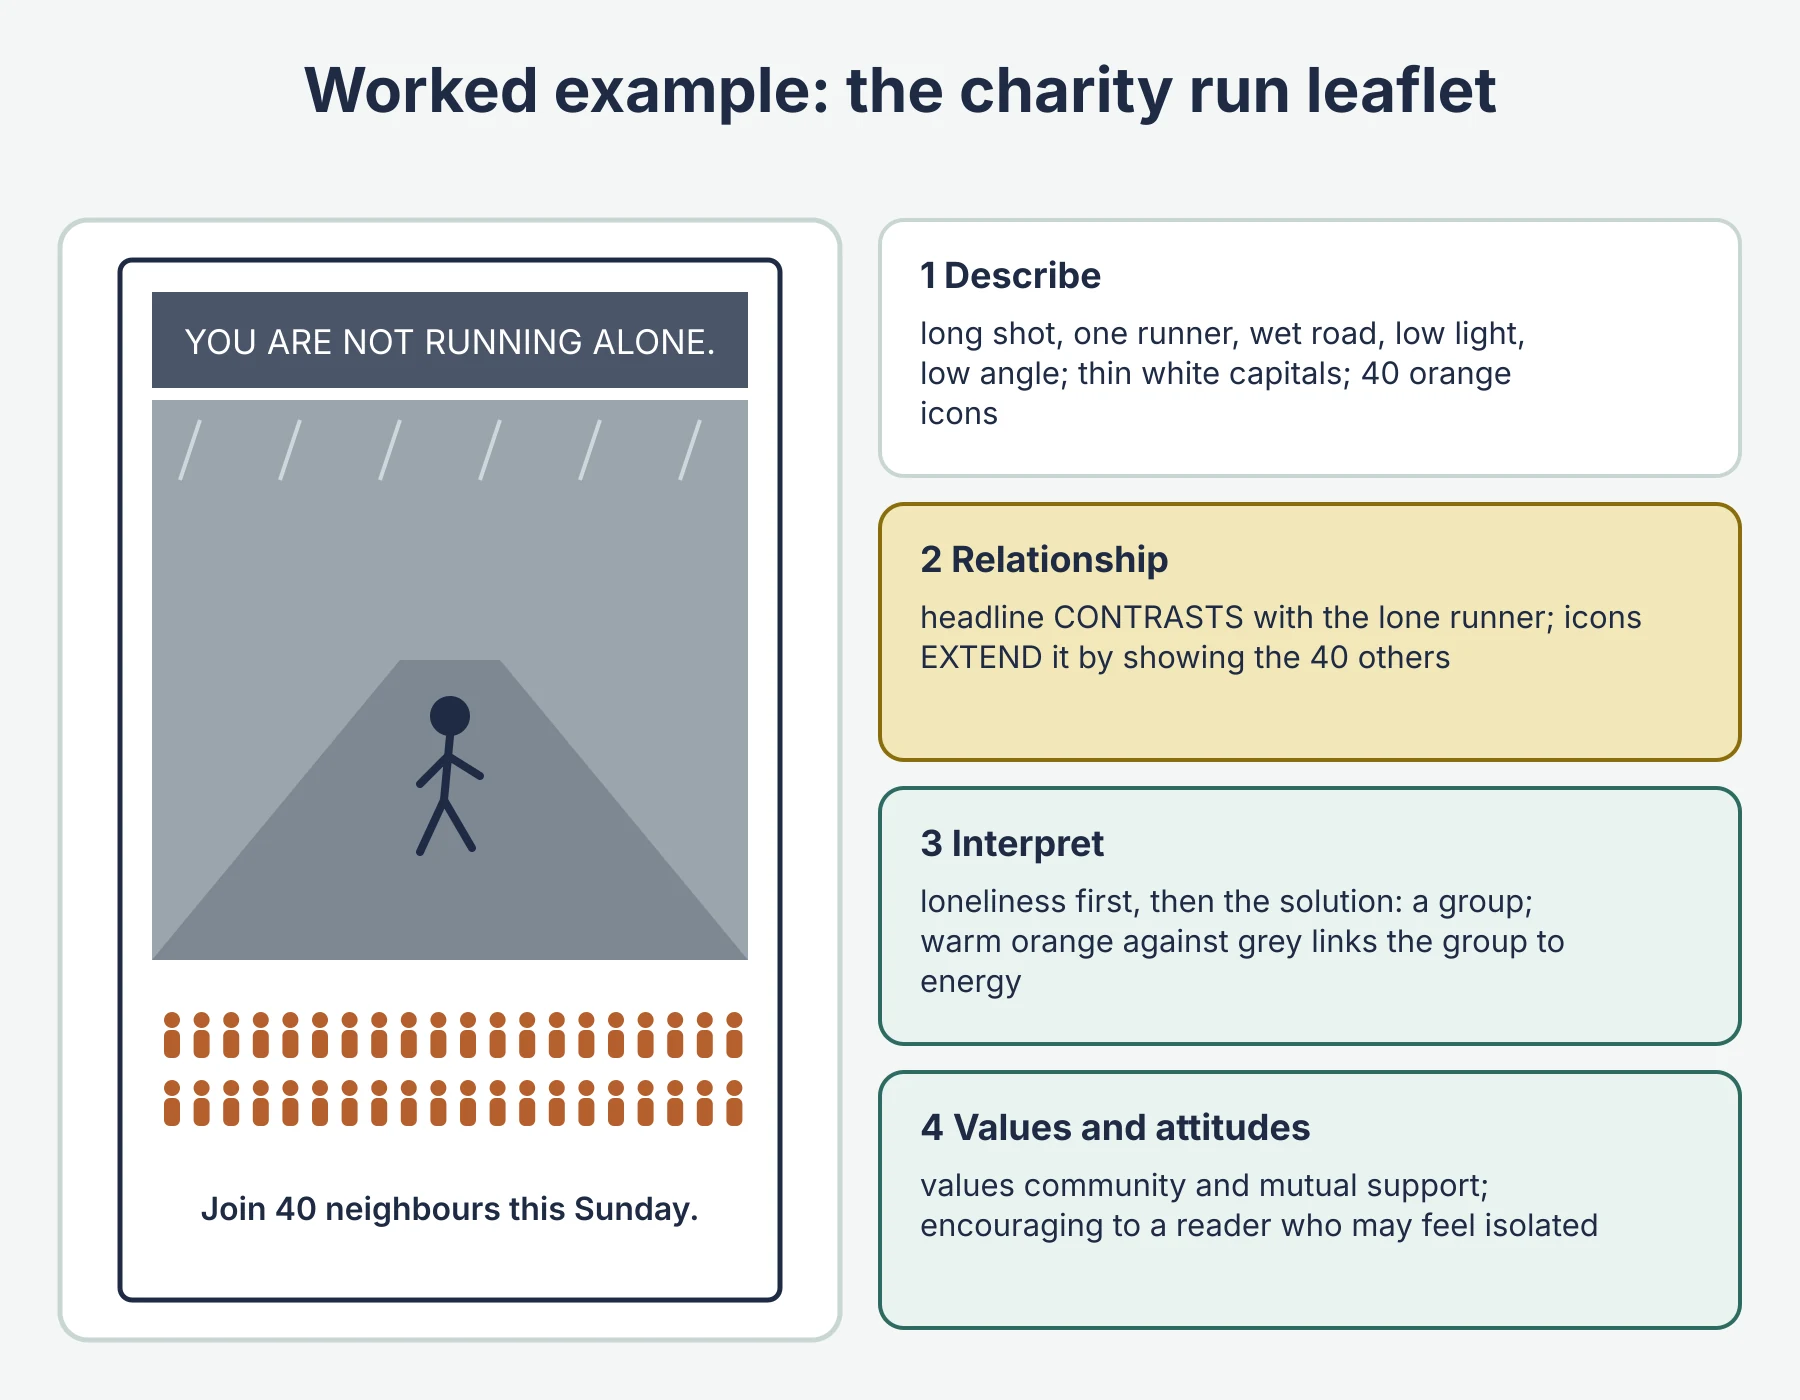 Worked example: the charity run leaflet
YOU ARE NOT RUNNING ALONE.
Join 40 neighbours this Sunday.
1 Describe
long shot, one runner, wet road, low light,
low angle; thin white capitals; 40 orange
icons
2 Relationship
headline CONTRASTS with the lone runner; icons
EXTEND it by showing the 40 others
3 Interpret
loneliness first, then the solution: a group;
warm orange against grey links the group to
energy
4 Values and attitudes
values community and mutual support;
encouraging to a reader who may feel isolated